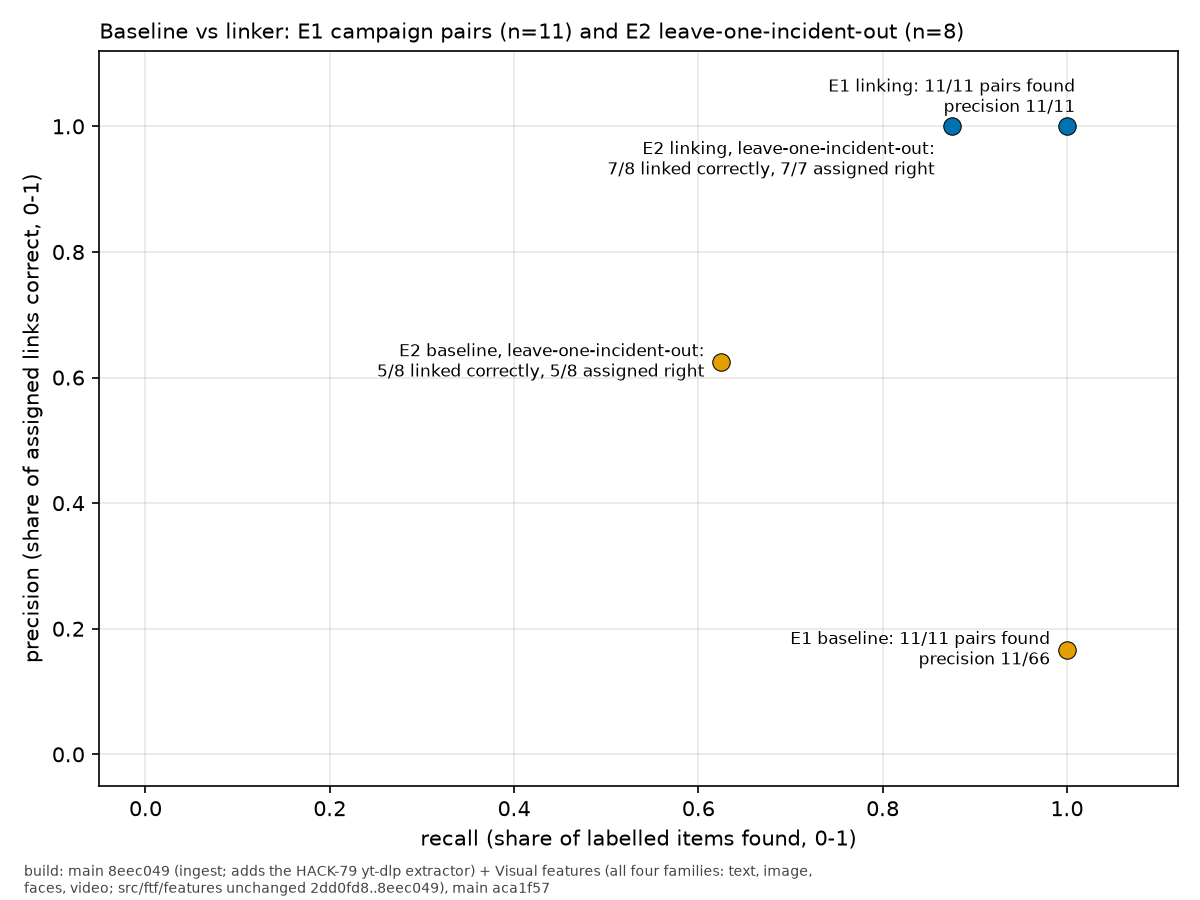 Baseline vs linker: E1 campaign pairs (n=11) and E2 leave-one-incident-out (n=8)
E1 linking: 11/11 pairs found
precision 11/11
E2 linking, leave-one-incident-out:
7/8 linked correctly, 7/7 assigned right
E2 baseline, leave-one-incident-out:
5/8 linked correctly, 5/8 assigned right
E1 baseline: 11/11 pairs found
precision 11/66
precision (share of assigned links correct, 0-1)
1.0
0.8
0.6
0.4
0.2
0.0
0.0 0.2 0.4 0.6 0.8 1.0
recall (share of labelled items found, 0-1)
build: main 8eec049 (ingest; adds the HACK-79 yt-dlp extractor) + Visual features (all four families: text, image,
faces, video; src/ftf/features unchanged 2dd0fd8..8eec049), main aca1f57